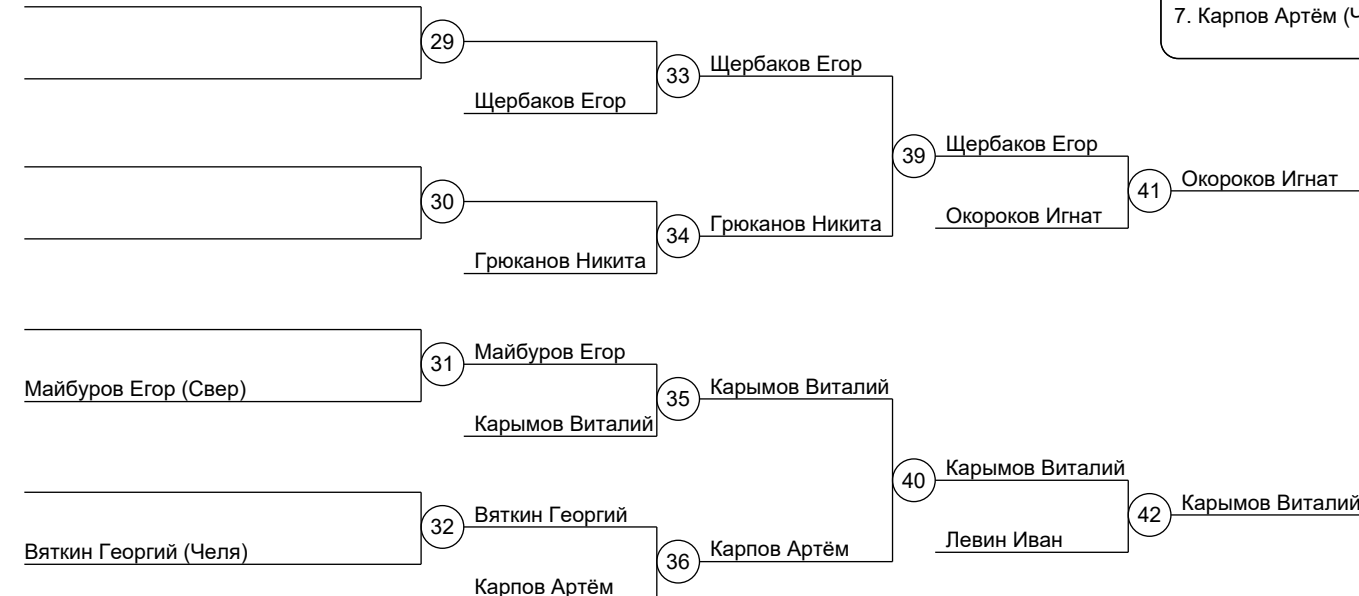 7. Карпов Артём (Ч
29
33
Щербаков Егор
Щербаков Егор
39
Щербаков Егор
30
34
Грюканов Никита
Грюканов Никита
41
Окороков Игнат
Окороков Игнат
31
Майбуров Егор
Майбуров Егор (Свер)
35
Карымов Виталий
Карымов Виталий
40
Карымов Виталий
32
Вяткин Георгий
Вяткин Георгий (Челя)
36
Карпов Артём
Карпов Артём
42
Карымов Виталий
Левин Иван